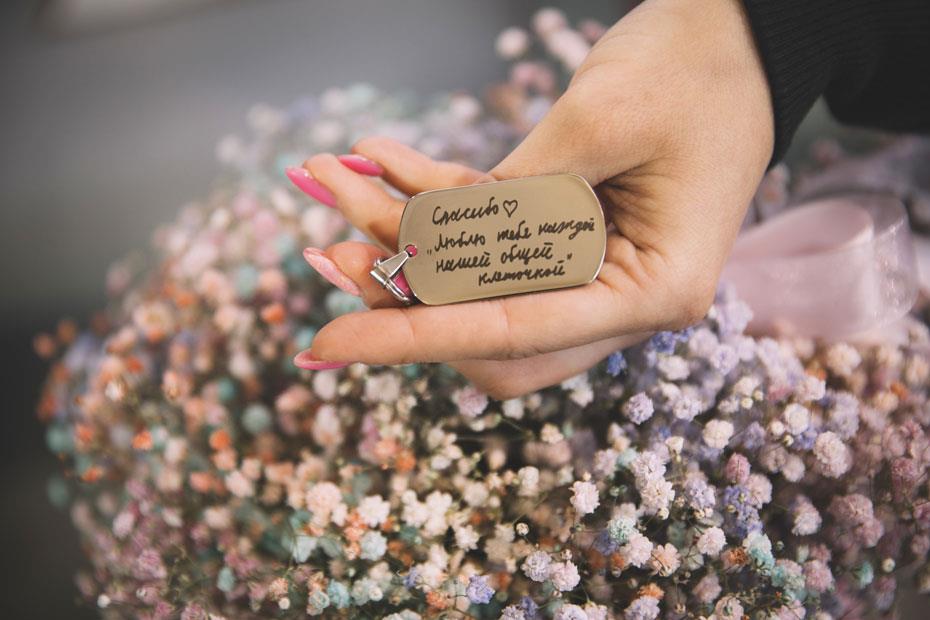 Спасибо♡
"Люблю тебя каждой
нашей общей
клеточкой"